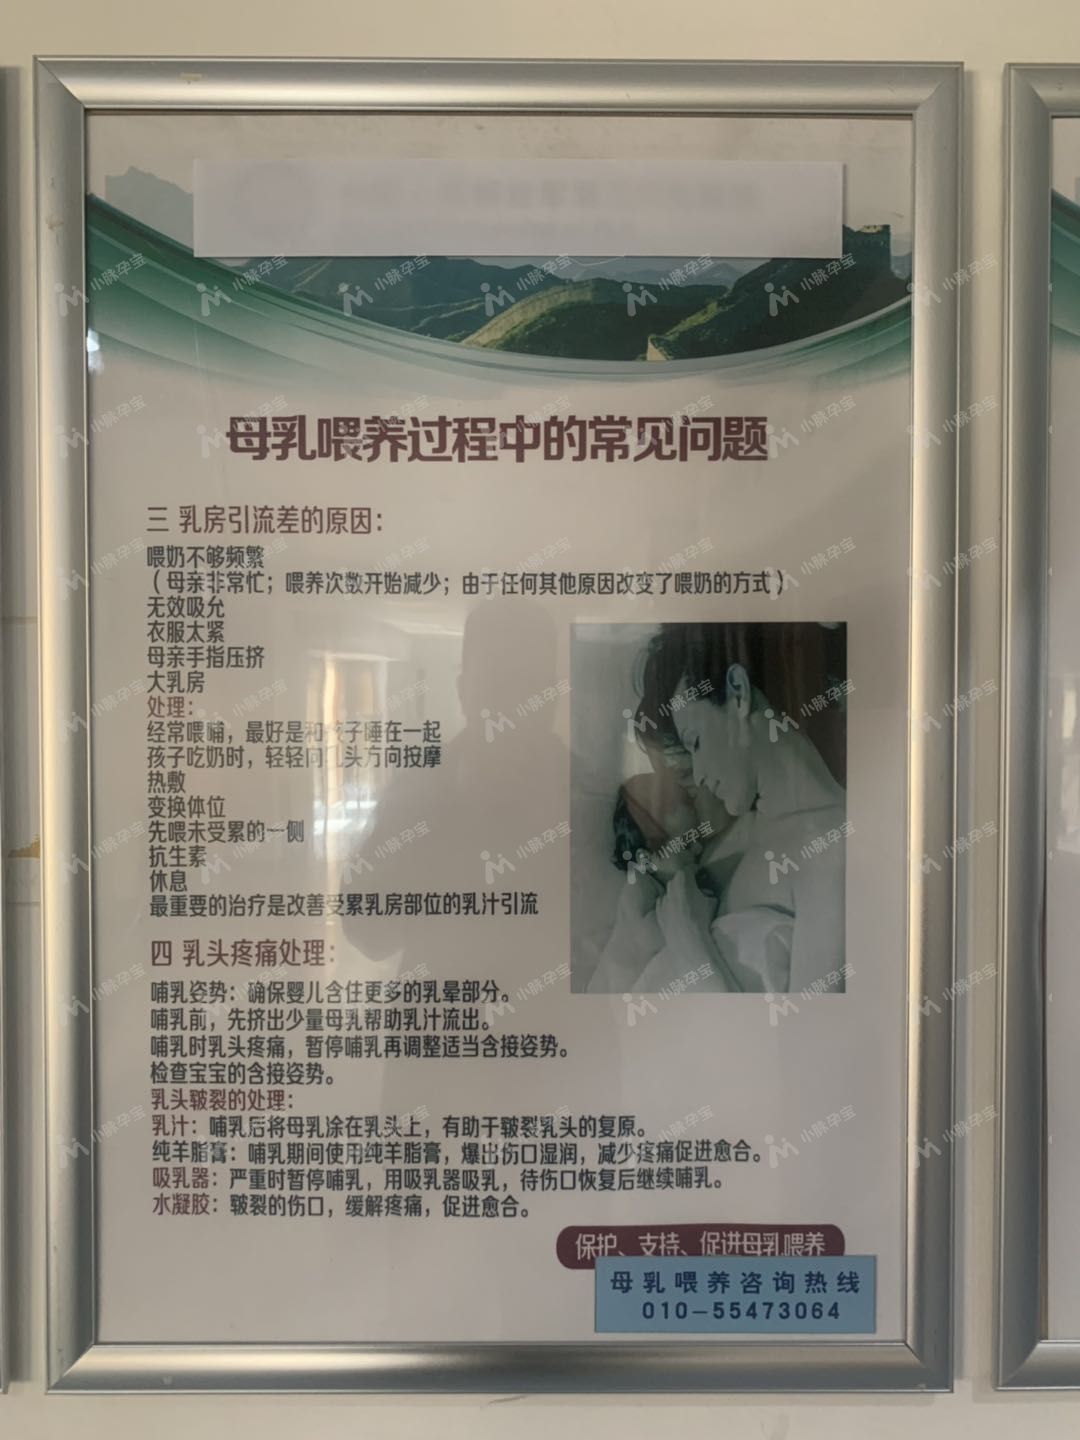 母乳喂养过程中的常见问题
三 乳房引流差的原因：
喂奶不够频繁
（母亲非常忙；喂养次数开始减少；由于任何其他原因改变了喂奶的方式）
无效吸允
衣服太紧
母亲手指压挤
大乳房
处理：
经常喂哺，最好是和孩子睡在一起
孩子吃奶时，轻轻向乳头方向按摩
热敷
变换体位
先喂未受累的一侧
抗生素
休息
最重要的治疗是改善受累乳房部位的乳汁引流
四 乳头疼痛处理：
哺乳姿势：确保婴儿含住更多的乳晕部分。
哺乳前，先挤出少量母乳帮助乳汁流出。
哺乳时乳头疼痛，暂停哺乳再调整适当含接姿势。
检查宝宝的含接姿势。
乳头皲裂的处理：
乳汁：哺乳后将母乳涂在乳头上，有助于皲裂乳头的复原。
纯羊脂膏：哺乳期间使用纯羊脂膏，爆出伤口湿润，减少疼痛促进愈合。
吸乳器：严重时暂停哺乳，用吸乳器吸乳，待伤口恢复后继续哺乳。
水凝胶：皲裂的伤口，缓解疼痛，促进愈合。
保护、支持、促进母乳喂养
母乳喂养咨询热线
010-55473064
小脉孕宝